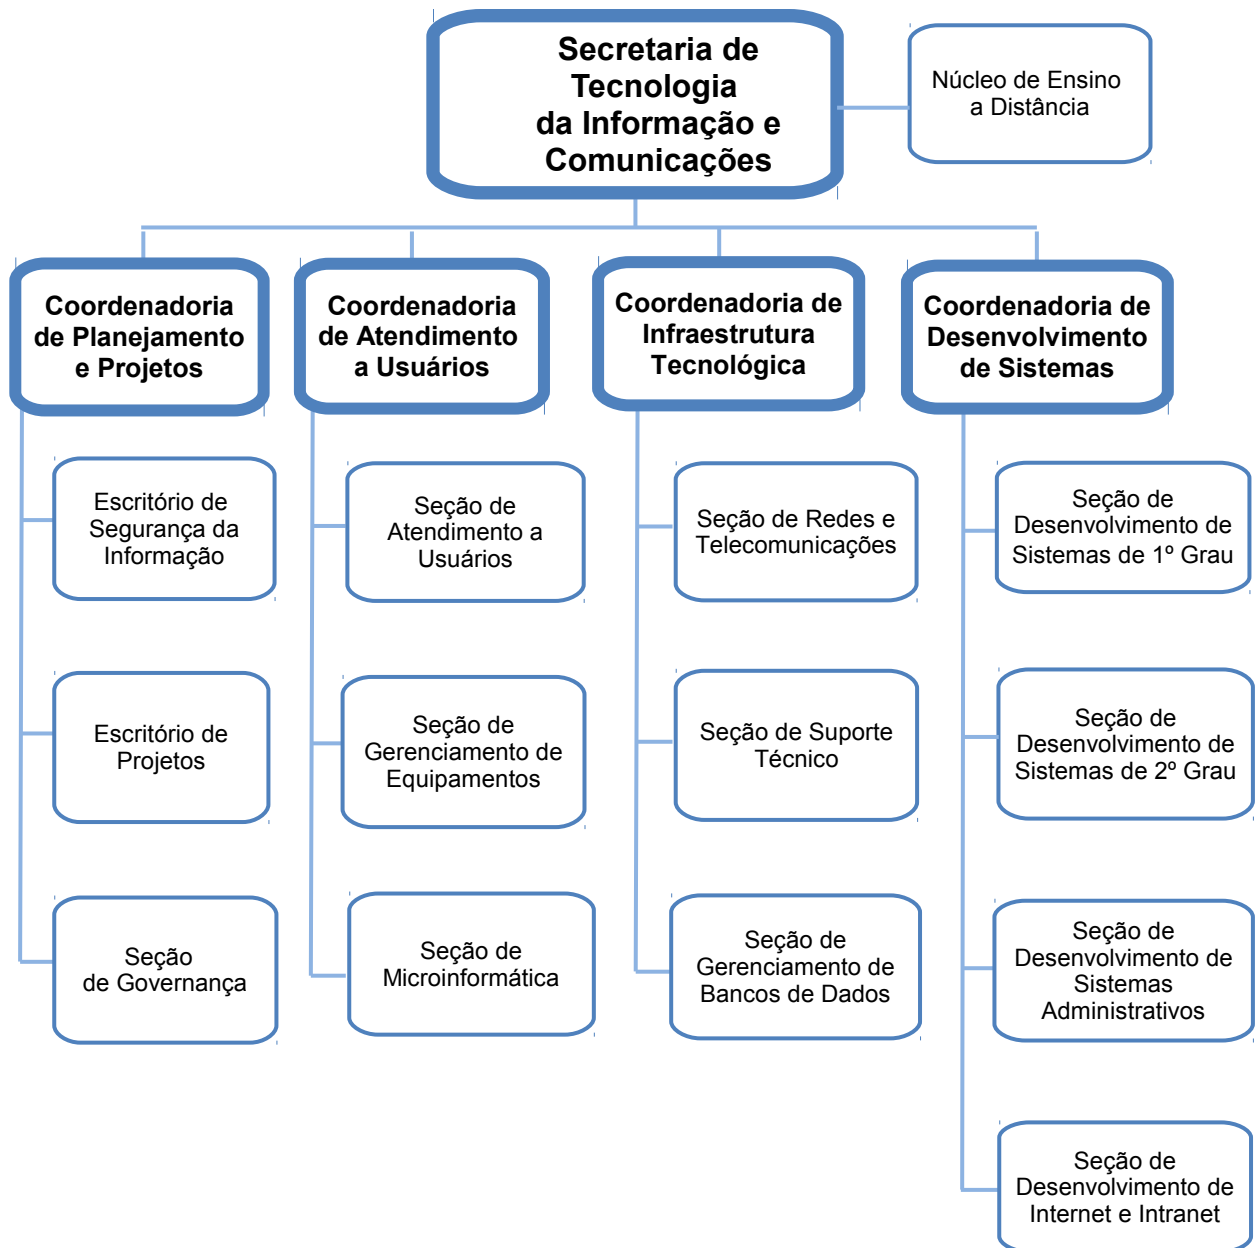 Secretaria de
Tecnologia
da Informação e
Comunicações
Núcleo de Ensino
a Distância
Coordenadoria
de Planejamento
e Projetos
Coordenadoria
de Atendimento
a Usuários
Coordenadoria de
Infraestrutura
Tecnológica
Coordenadoria de
Desenvolvimento
de Sistemas
Escritório de
Segurança da
Informação
Seção de
Atendimento a
Usuários
Seção de Redes e
Telecomunicações
Seção de
Desenvolvimento de
Sistemas de 1º Grau
Escritório de
Projetos
Seção de
Gerenciamento de
Equipamentos
Seção de Suporte
Técnico
Seção de
Desenvolvimento de
Sistemas de 2º Grau
Seção
de Governança
Seção de
Microinformática
Seção de
Gerenciamento de
Bancos de Dados
Seção de
Desenvolvimento de
Sistemas
Administrativos
Seção de
Desenvolvimento de
Internet e Intranet